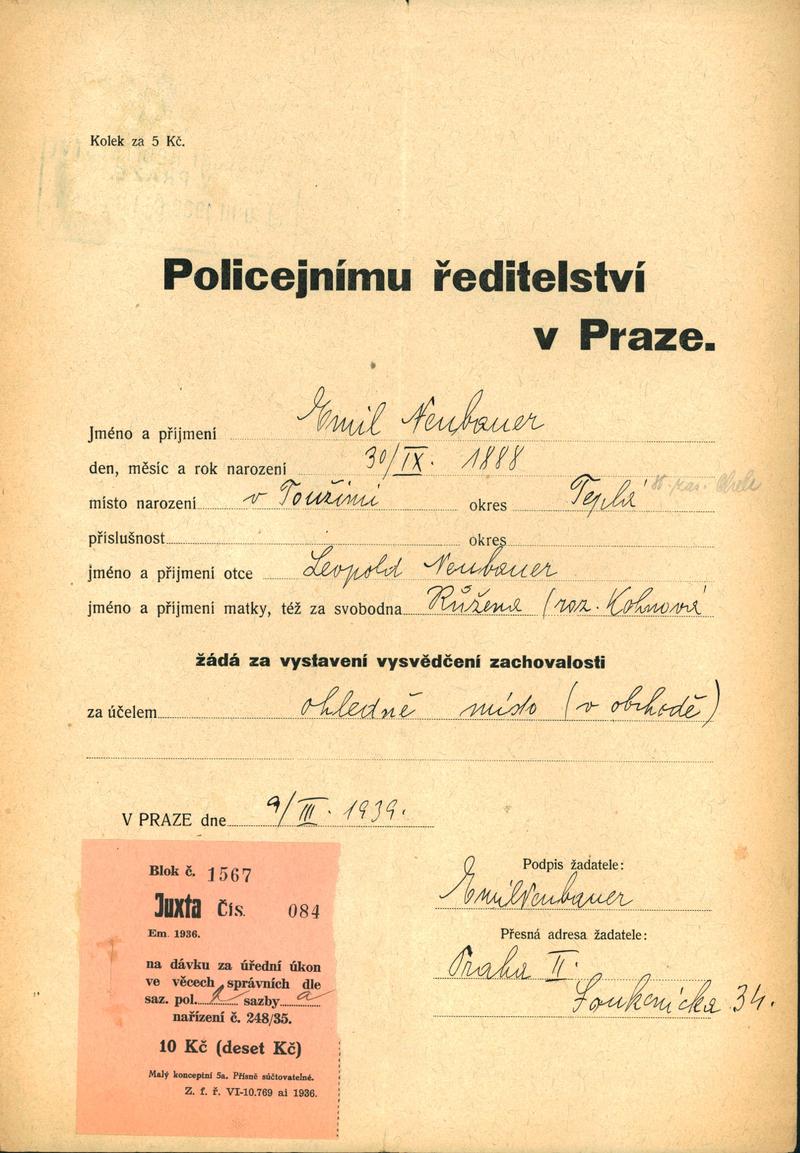 Kolek za 5 Kč.
Policejnímu ředitelství
v Praze.
Jméno a přijmení Emil Neubauer
den, měsíc a rok narození 30/IX. 1888
místo narození v Toužimi okres Teplá
příslušnost okres
jméno a přijmení otce Leopold Neubauer
jméno a přijmení matky, též za svobodna Růžena (roz. Kohnová
žádá za vystavení vysvědčení zachovalosti
za účelem ohledně místo (v obchodě)
V PRAZE dne 9/III. 1939.
Podpis žadatele:
Emil Neubauer
Přesná adresa žadatele:
Praha II.
Soukenická 34.
Blok č. 1567
Juxta Čís. 084
Em. 1936.
na dávku za úřední úkon
ve věcech správních dle
saz. pol. sazby a
nařízení č. 248/35.
10 Kč (deset Kč)
Malý konceptní 5a. Přísně súčtovatelné.
Z. f. ř. VI-10.769 ai 1936.